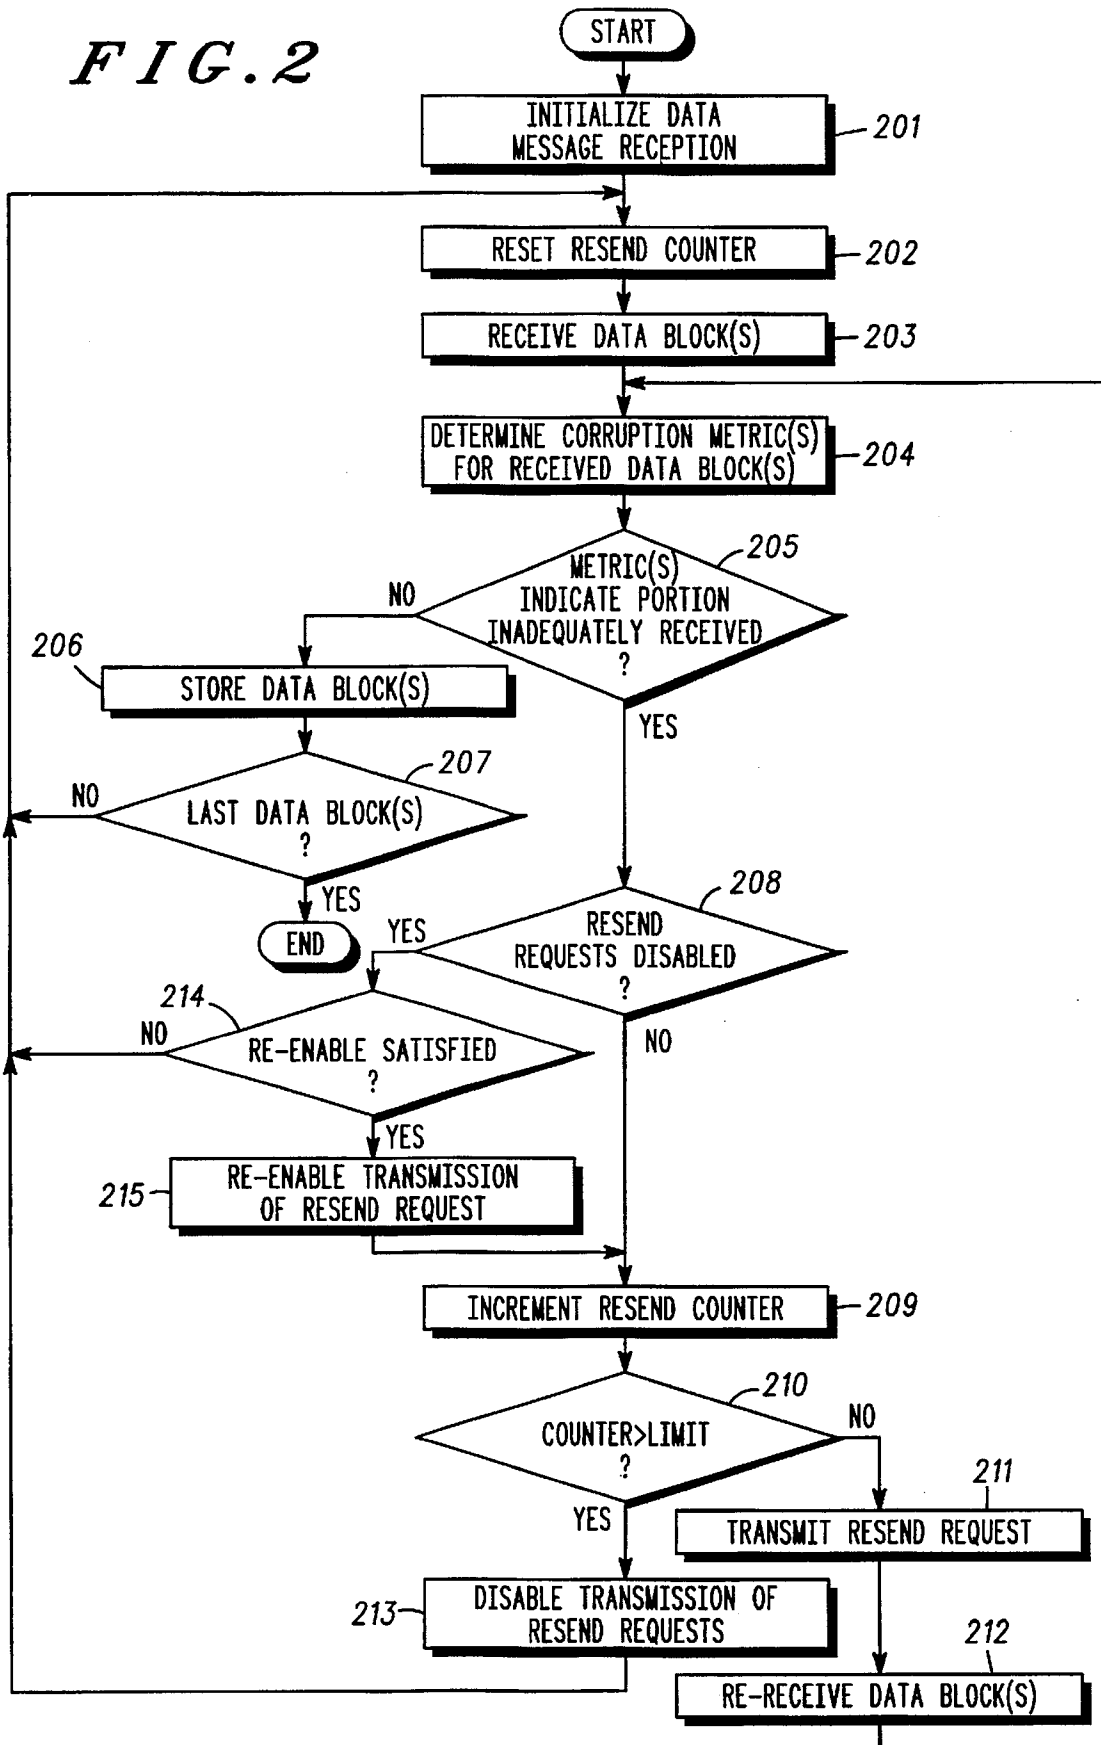 FIG.2
START
INITIALIZE DATA
MESSAGE RECEPTION
201
RESET RESEND COUNTER
202
RECEIVE DATA BLOCK(S)
203
DETERMINE CORRUPTION METRIC(S)
FOR RECEIVED DATA BLOCK(S)
204
205
METRIC(S)
INDICATE PORTION
INADEQUATELY RECEIVED
?
NO
YES
206
STORE DATA BLOCK(S)
207
NO
LAST DATA BLOCK(S)
?
YES
END
208
YES
RESEND
REQUESTS DISABLED
?
NO
214
NO
RE-ENABLE SATISFIED
?
YES
215
RE-ENABLE TRANSMISSION
OF RESEND REQUEST
INCREMENT RESEND COUNTER
209
210
COUNTER>LIMIT
?
NO
YES
211
TRANSMIT RESEND REQUEST
213
DISABLE TRANSMISSION OF
RESEND REQUESTS
212
RE-RECEIVE DATA BLOCK(S)